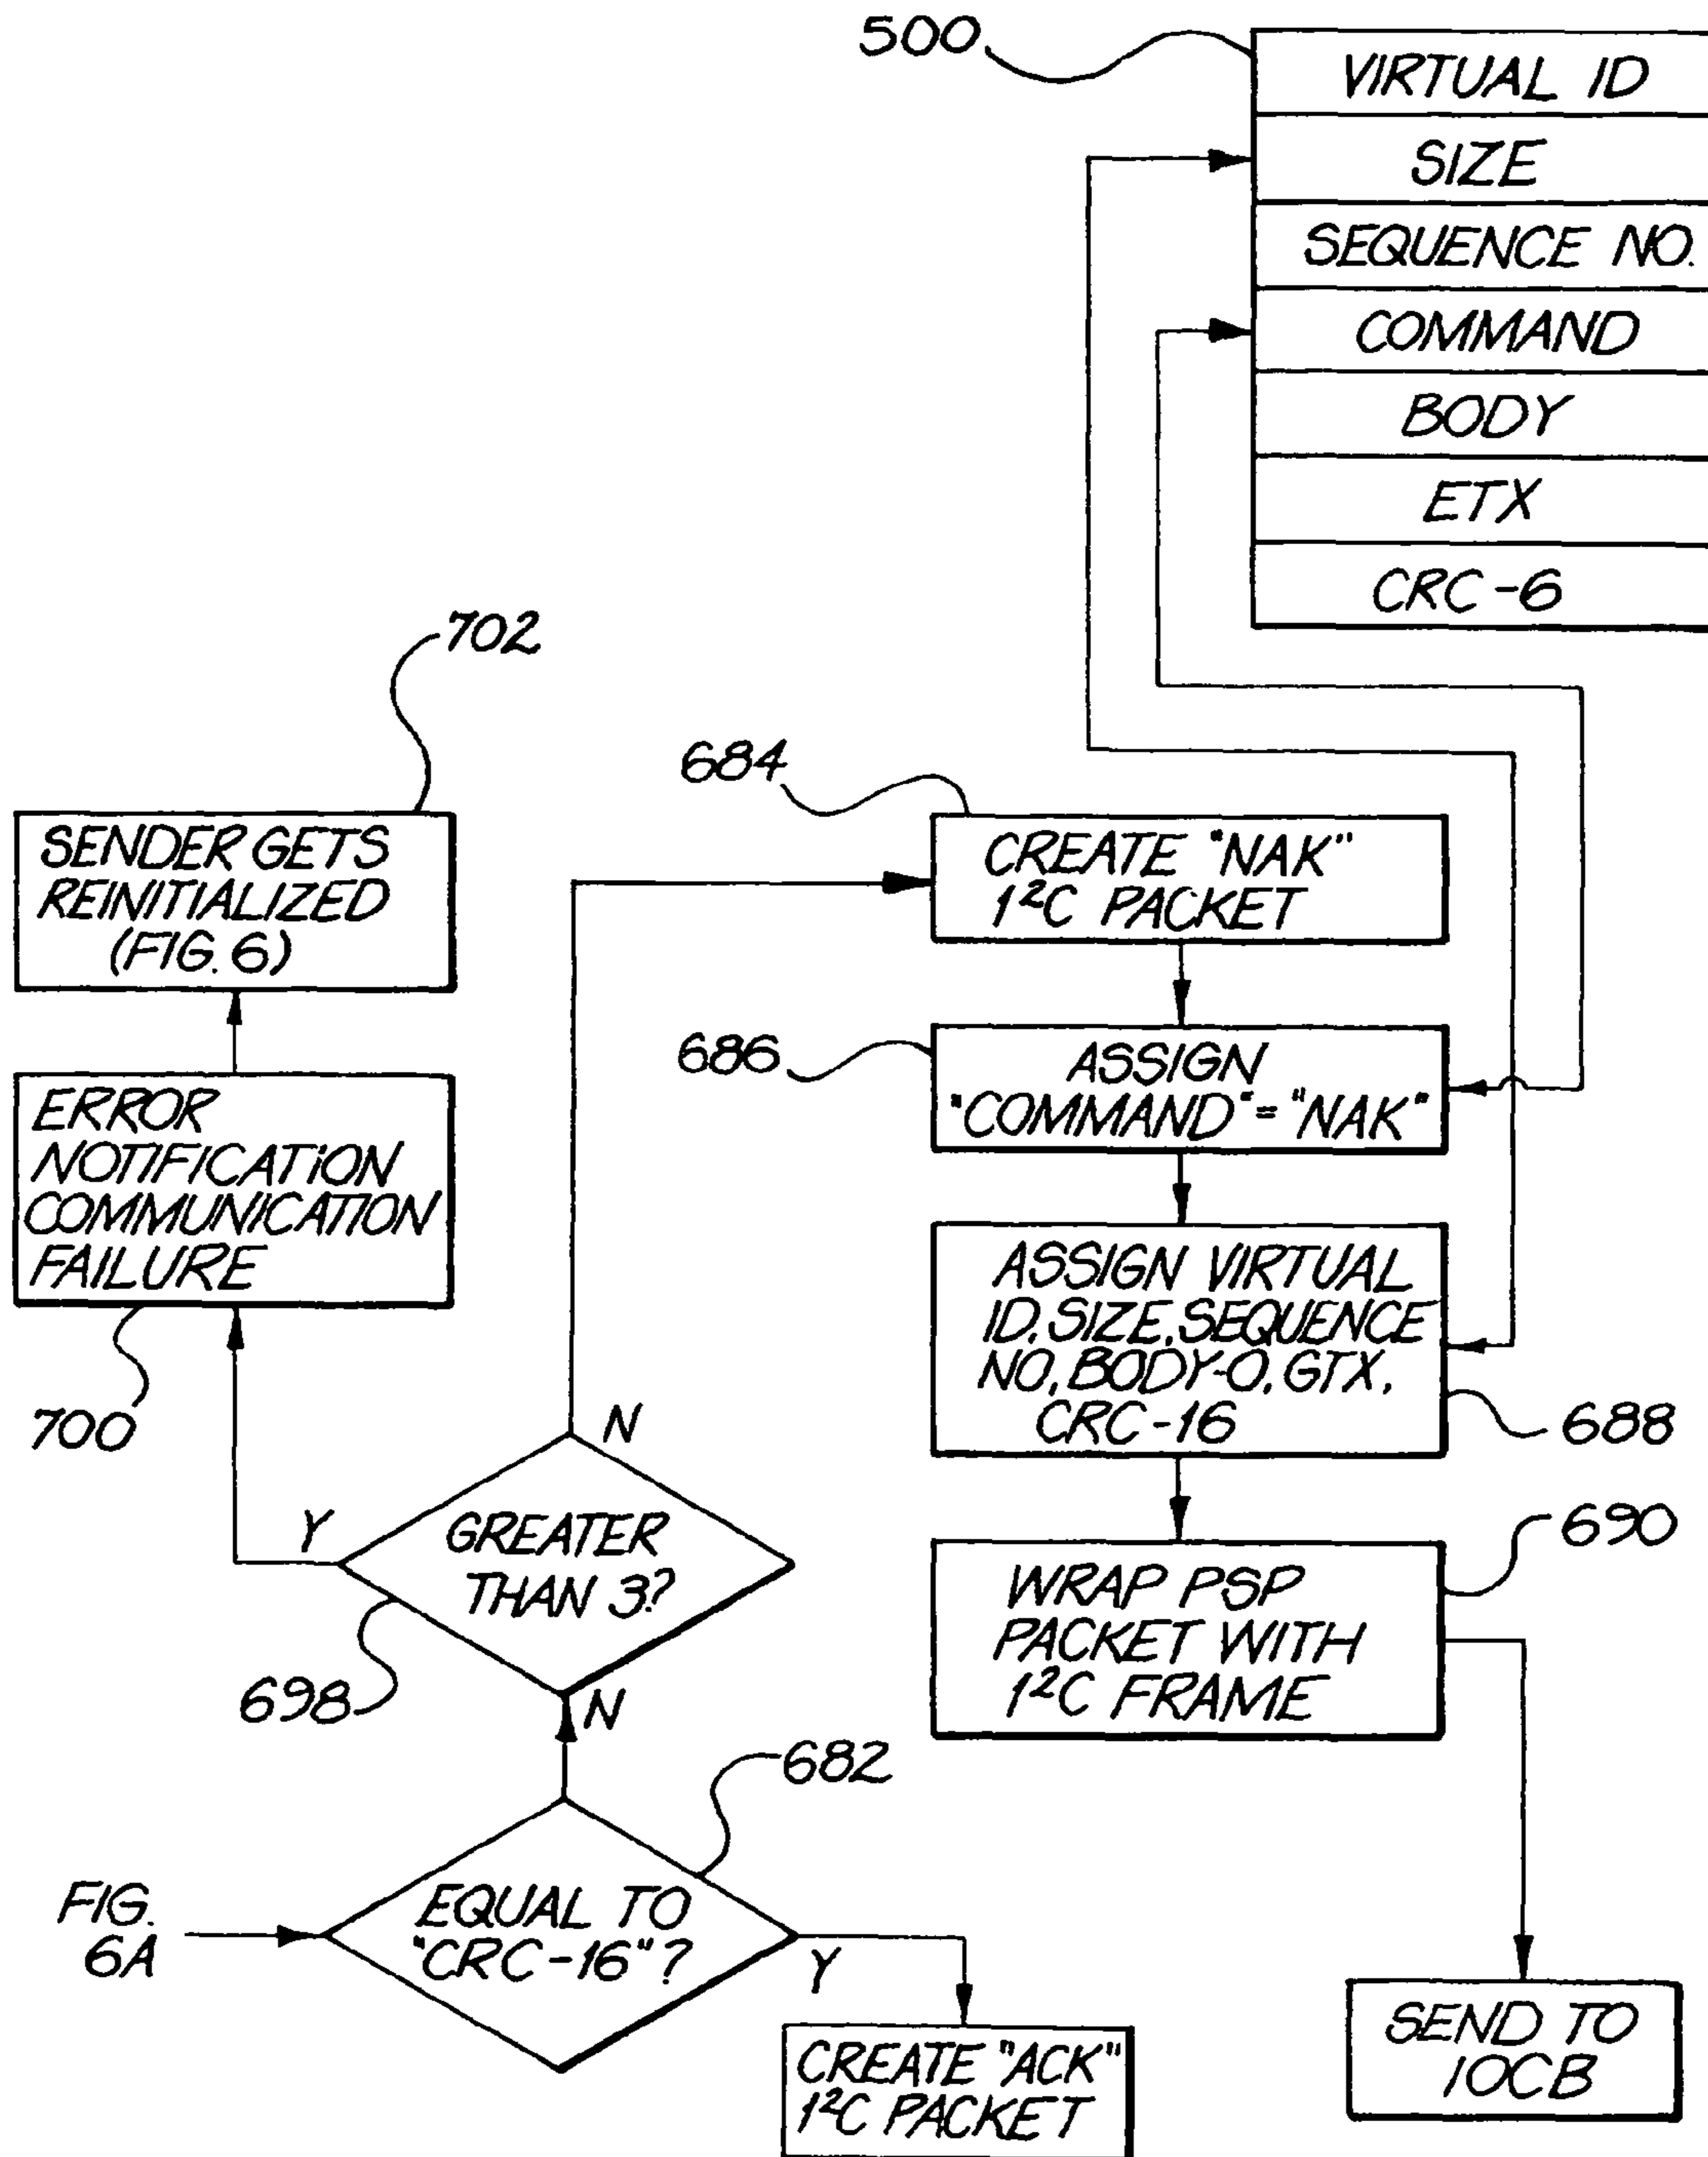 500
VIRTUAL ID
SIZE
SEQUENCE NO.
COMMAND
BODY
ETX
CRC-6
702
684
SENDER GETS
REINITIALIZED
(FIG. 6)
CREATE "NAK"
I²C PACKET
686
ASSIGN
"COMMAND"="NAK"
ERROR
NOTIFICATION
COMMUNICATION
FAILURE
700
ASSIGN VIRTUAL
ID, SIZE, SEQUENCE
NO, BODY-O, GTX,
CRC-16
688
N
Y
GREATER
THAN 3?
698
690
WRAP PSP
PACKET WITH
I²C FRAME
N
682
FIG.
6A
EQUAL TO
"CRC-16"?
Y
CREATE "ACK"
I²C PACKET
SEND TO
IOCB